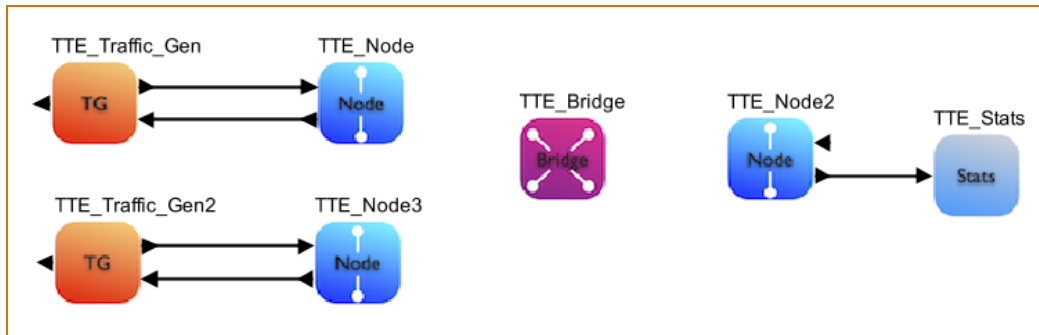 TTE_Traffic_Gen
TG
TTE_Node
Node
TTE_Bridge
Bridge
TTE_Node2
Node
TTE_Stats
Stats
TTE_Traffic_Gen2
TG
TTE_Node3
Node